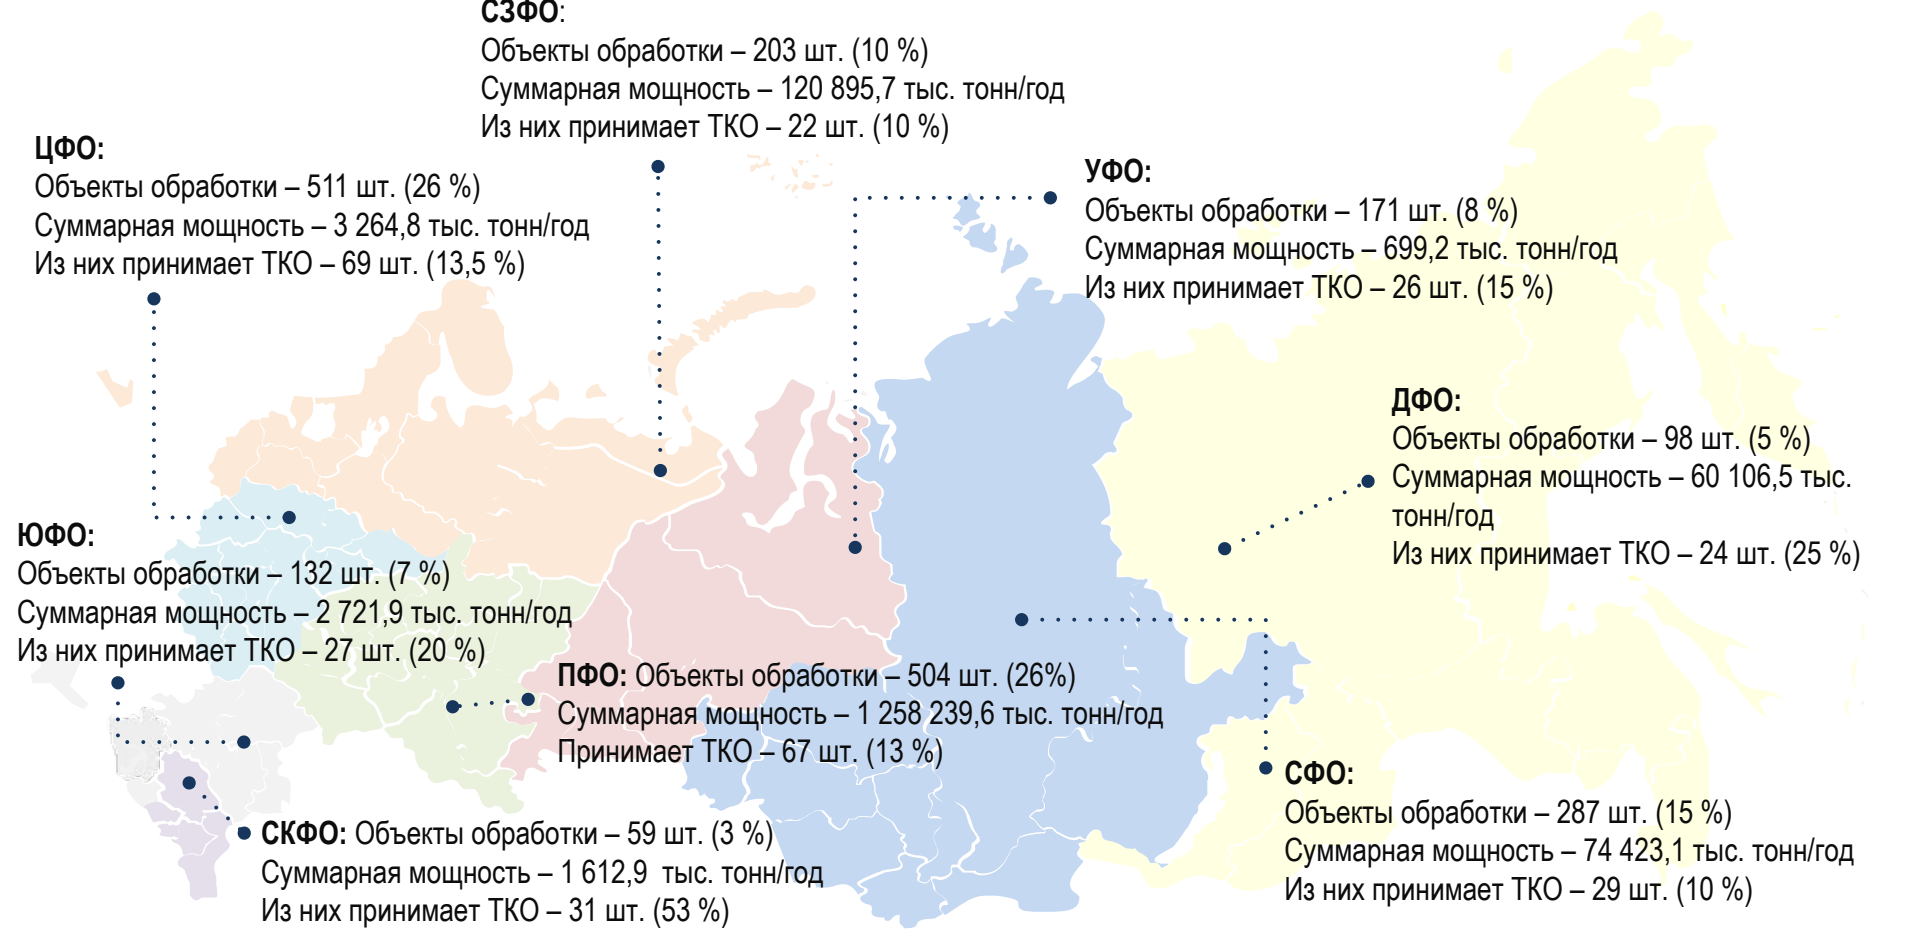 СЗФО:
Объекты обработки – 203 шт. (10 %)
Суммарная мощность – 120 895,7 тыс. тонн/год
Из них принимает ТКО – 22 шт. (10 %)
ЦФО:
Объекты обработки – 511 шт. (26 %)
Суммарная мощность – 3 264,8 тыс. тонн/год
Из них принимает ТКО – 69 шт. (13,5 %)
УФО:
Объекты обработки – 171 шт. (8 %)
Суммарная мощность – 699,2 тыс. тонн/год
Из них принимает ТКО – 26 шт. (15 %)
ДФО:
Объекты обработки – 98 шт. (5 %)
Суммарная мощность – 60 106,5 тыс.
тонн/год
Из них принимает ТКО – 24 шт. (25 %)
ЮФО:
Объекты обработки – 132 шт. (7 %)
Суммарная мощность – 2 721,9 тыс. тонн/год
Из них принимает ТКО – 27 шт. (20 %)
ПФО: Объекты обработки – 504 шт. (26%)
Суммарная мощность – 1 258 239,6 тыс. тонн/год
Принимает ТКО – 67 шт. (13 %)
СФО:
Объекты обработки – 287 шт. (15 %)
Суммарная мощность – 74 423,1 тыс. тонн/год
Из них принимает ТКО – 29 шт. (10 %)
СКФО: Объекты обработки – 59 шт. (3 %)
Суммарная мощность – 1 612,9 тыс. тонн/год
Из них принимает ТКО – 31 шт. (53 %)